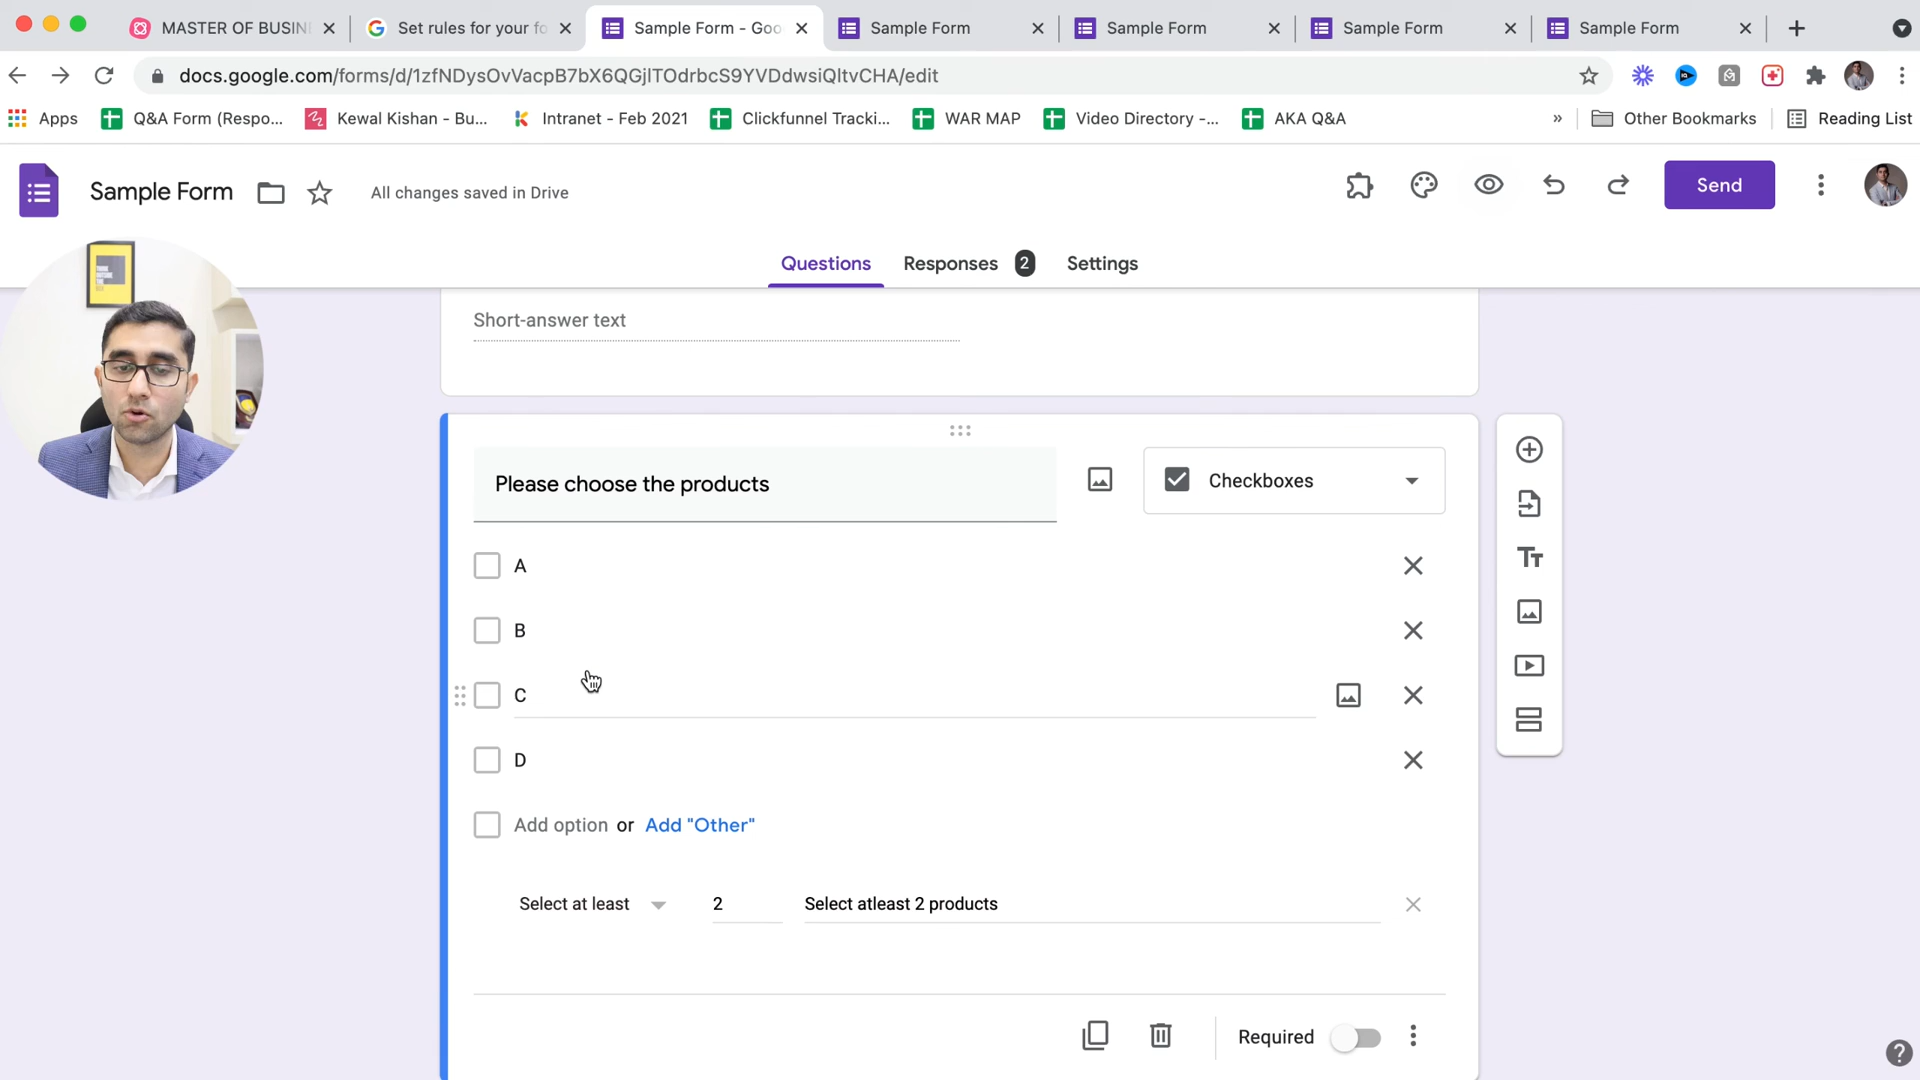 MASTER OF BUSIN
Set rules for your fo
Sample Form - Goo
Sample Form
Sample Form
Sample Form
Sample Form
docs.google.com/forms/d/1zfNDysOvVacpB7bX6QGjlTOdrbcS9YVDdwsiQltvCHA/edit
Apps
Q&A Form (Respo...
Kewal Kishan - Bu...
Intranet - Feb 2021
Clickfunnel Tracki...
WAR MAP
Video Directory -...
AKA Q&A
»
Other Bookmarks
Reading List
Sample Form
All changes saved in Drive
Send
Questions
Responses 2
Settings
Short-answer text
Please choose the products
Checkboxes
A
B
C
D
Add option or Add "Other"
Select at least
2
Select atleast 2 products
Required